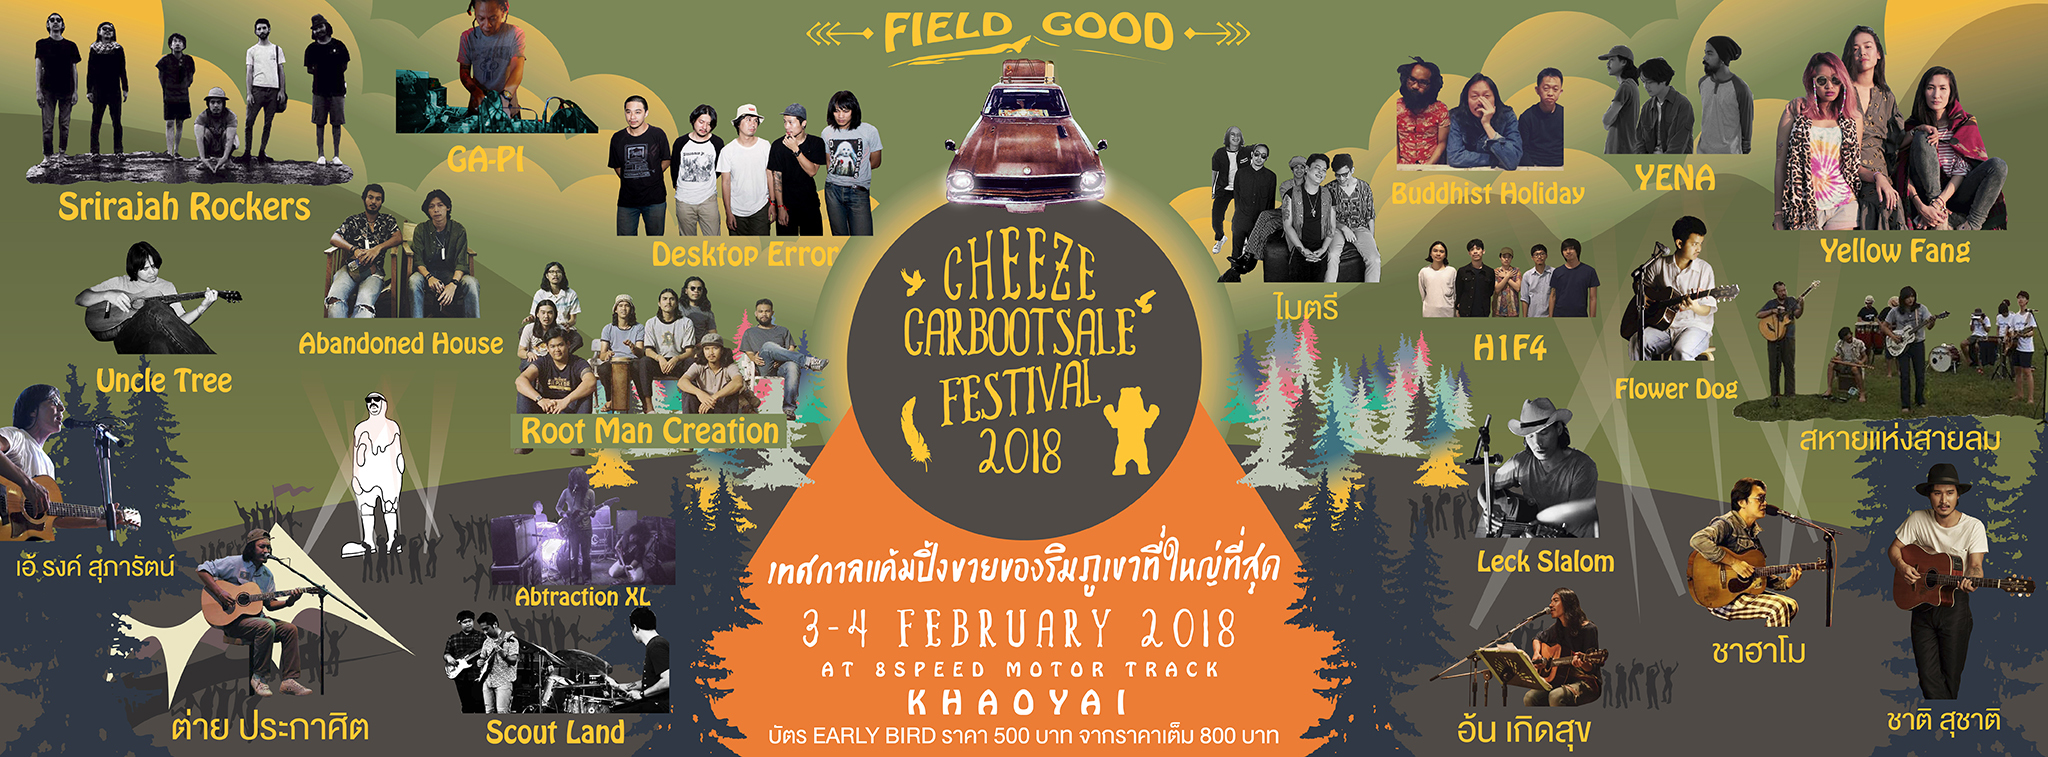 FIELD GOOD
CHEEZE
CARBOOTSALE
FESTIVAL
2018
เทศกาลแค้มปิ้งขายของริมภูเขาที่ใหญ่ที่สุด
3-4 FEBRUARY 2018
AT 8SPEED MOTOR TRACK
KHAOYAI
บัตร EARLY BIRD ราคา 500 บาท จากราคาเต็ม 800 บาท
Srirajah Rockers
GA-PI
Desktop Error
Uncle Tree
Abandoned House
Root Man Creation
เอ้ รงค์ สุภารัตน์
Abtraction XL
ต่าย ประกาศิต
Scout Land
Buddhist Holiday
YENA
Yellow Fang
ไมตรี
H1F4
Flower Dog
สหายแห่งสายลม
Leck Slalom
ชาฮาโม
อ้น เกิดสุข
ชาติ สุชาติ